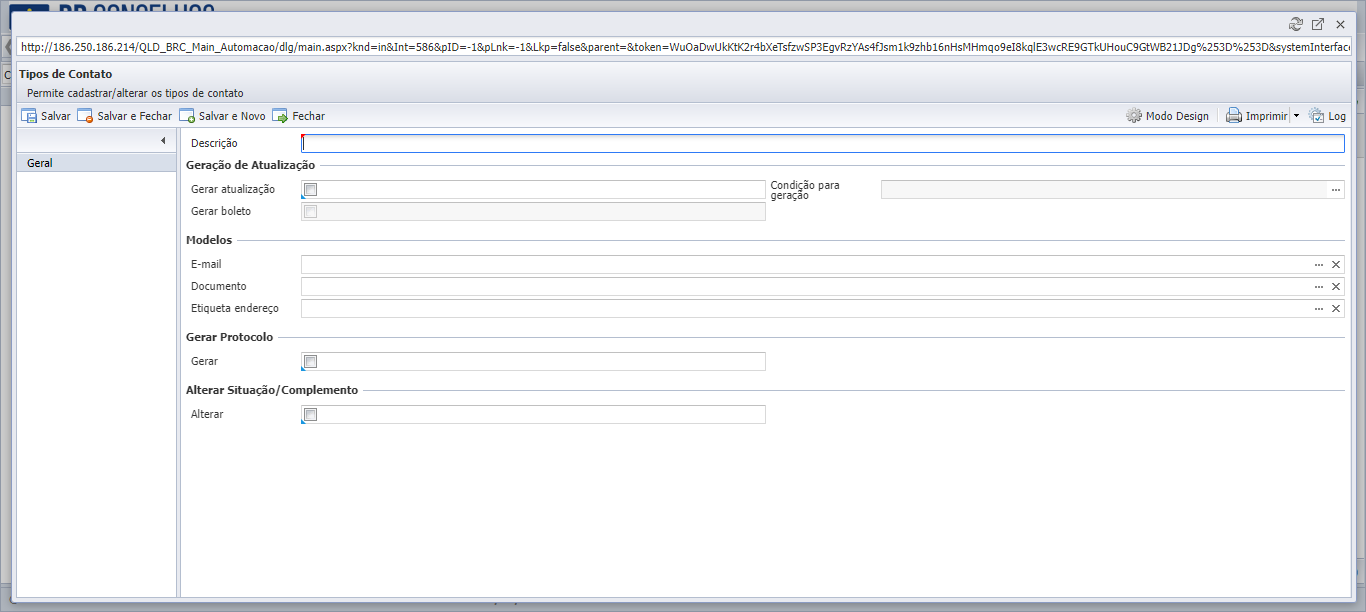 BR CONSELHOS
http://186.250.186.214/QLD_BRC_Main_Automacao/dlg/main.aspx?knd=in&Int=586&pID=-1&pLnk=-1&Lkp=false&parent=&token=WuOaDwUkKtK2r4bXeTsfzwSP3EgvRzYAs4fJsm1k9zhb16nHsMHmqo9eI8kqlE3wcRE9GTkUHouC9GtWB21JDg%253D%253D&systemInterface
Tipos de Contato
Permite cadastrar/alterar os tipos de contato
Salvar Salvar e Fechar Salvar e Novo Fechar Modo Design Imprimir Log
Geral
Descrição
Geração de Atualização
Gerar atualização
Condição para geração
Gerar boleto
Modelos
E-mail
Documento
Etiqueta endereço
Gerar Protocolo
Gerar
Alterar Situação/Complemento
Alterar